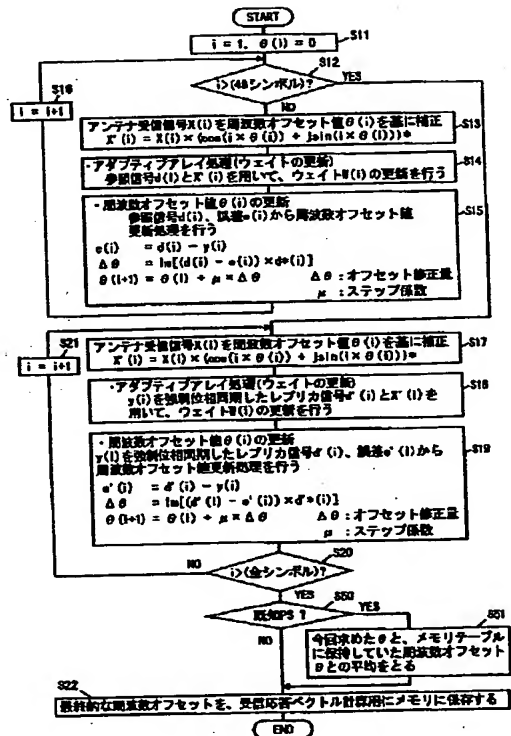 START
i = 1, θ(i) = 0
S11
S12
i>(48シンボル)?
YES
S16
i = i+1
NO
S13
アンテナ受信信号X(i)を周波数オフセット値θ(i)を基に補正
X'(i) = X(i)×(cos(i×θ(i)) + jsin(i×θ(i)))*
S14
・アダプティブアレイ処理(ウェイトの更新)
参照信号d(i)とX'(i)を用いて、ウェイトW(i)の更新を行う
S15
・周波数オフセット値θ(i)の更新
参照信号d(i)、誤差e(i)から周波数オフセット値
更新処理を行う
e(i) = d(i) - y(i)
Δθ = Im[(d(i) - e(i))×d*(i)]
θ(i+1) = θ(i) + μ×Δθ Δθ:オフセット修正量
μ:ステップ係数
S21
i = i+1
S17
アンテナ受信信号X(i)を周波数オフセット値θ(i)を基に補正
X'(i) = X(i)×(cos(i×θ(i)) + jsin(i×θ(i)))*
S18
・アダプティブアレイ処理(ウェイトの更新)
y(i)を強制位相同期したレプリカ信号d'(i)とX'(i)を
用いて、ウェイトW(i)の更新を行う
S19
・周波数オフセット値θ(i)の更新
y(i)を強制位相同期したレプリカ信号d'(i)、誤差e'(i)から
周波数オフセット値更新処理を行う
e'(i) = d'(i) - y(i)
Δθ = Im[(d'(i) - e'(i))×d'*(i)]
θ(i+1) = θ(i) + μ×Δθ Δθ:オフセット修正量
μ:ステップ係数
S20
NO
i>(全シンボル)?
YES
S50
既知PS ?
YES
NO
S51
今回求めたθと、メモリテーブル
に保持していた周波数オフセット
θとの平均をとる
S22
最終的な周波数オフセットを、受信応答ベクトル計算用にメモリに保存する
END